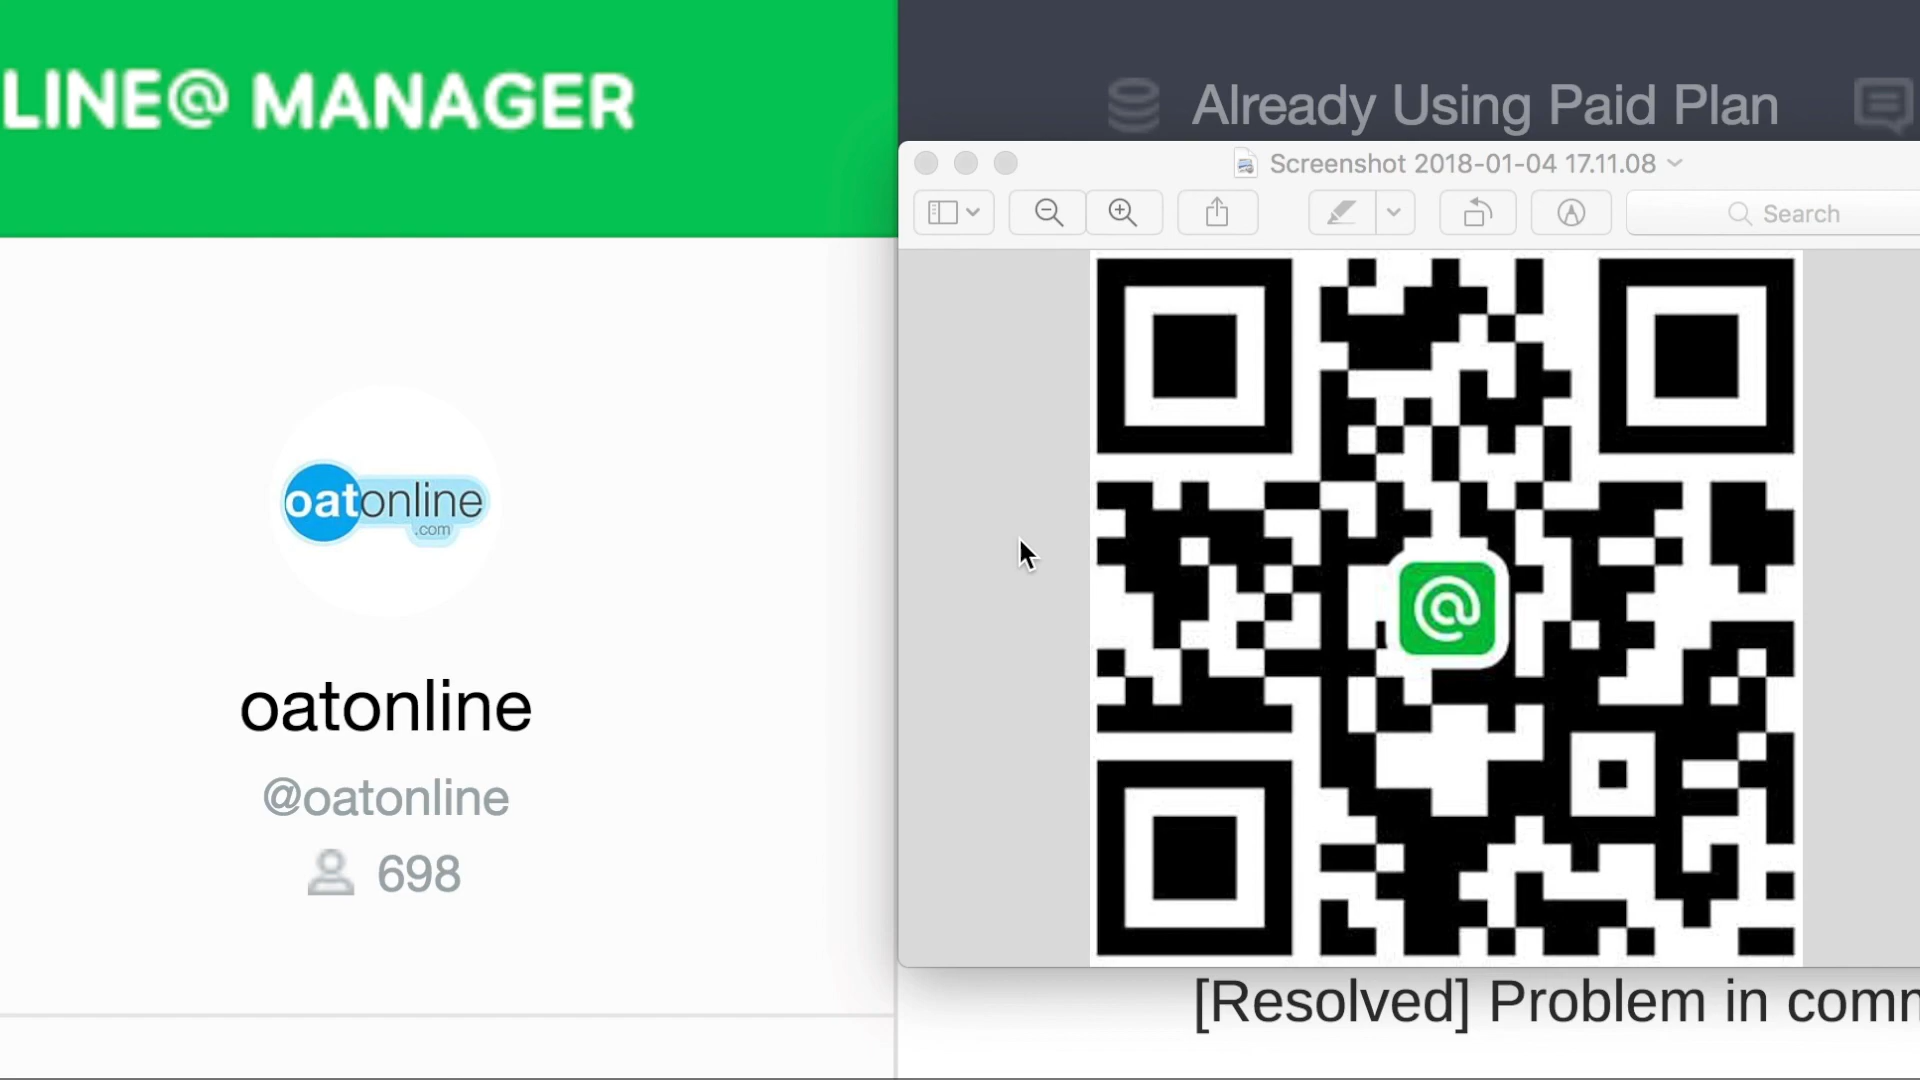 LINE@ MANAGER
oatonline
.com
oatonline
@oatonline
698
Already Using Paid Plan
Screenshot 2018-01-04 17.11.08
Search
@
[Resolved] Problem in